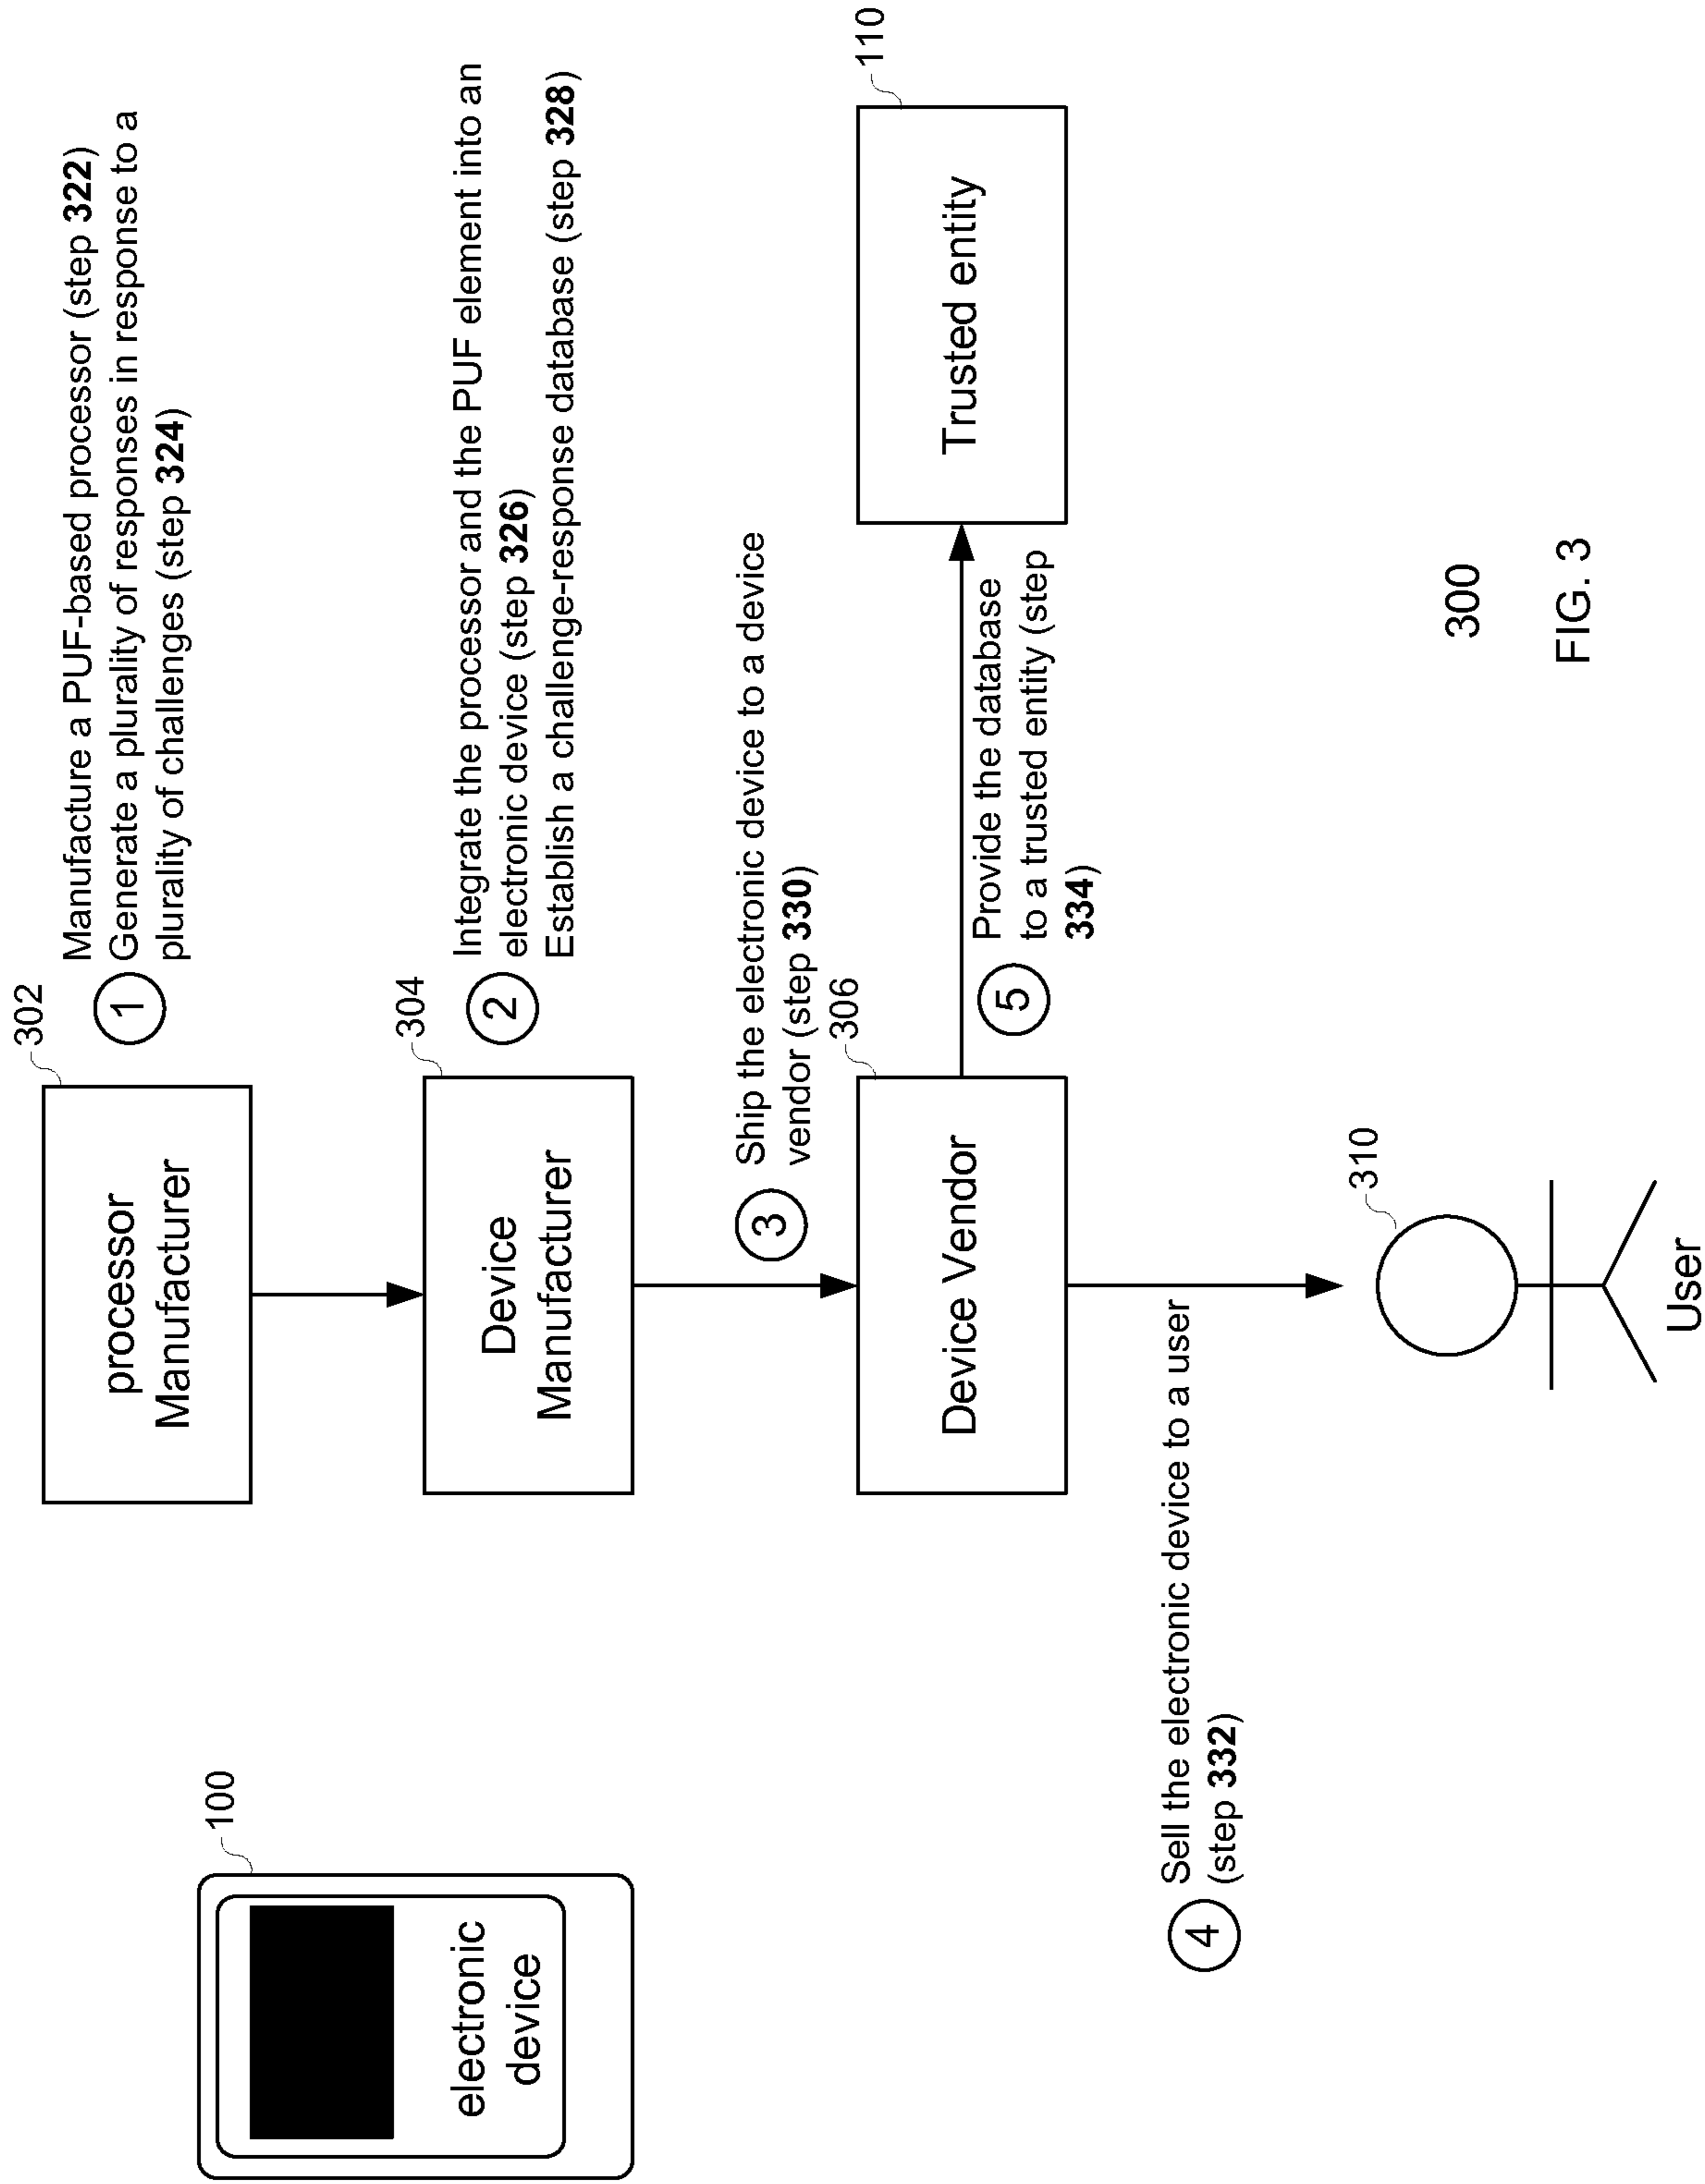 100
electronic
device
processor
Manufacturer
302
1
Manufacture a PUF-based processor (step 322)
Generate a plurality of responses in response to a
plurality of challenges (step 324)
Device
Manufacturer
304
2
Integrate the processor and the PUF element into an
electronic device (step 326)
Establish a challenge-response database (step 328)
3
Ship the electronic device to a device
vendor (step 330)
306
Device Vendor
5
Provide the database
to a trusted entity (step
334)
Trusted entity
110
4
Sell the electronic device to a user
(step 332)
310
User
300
FIG. 3